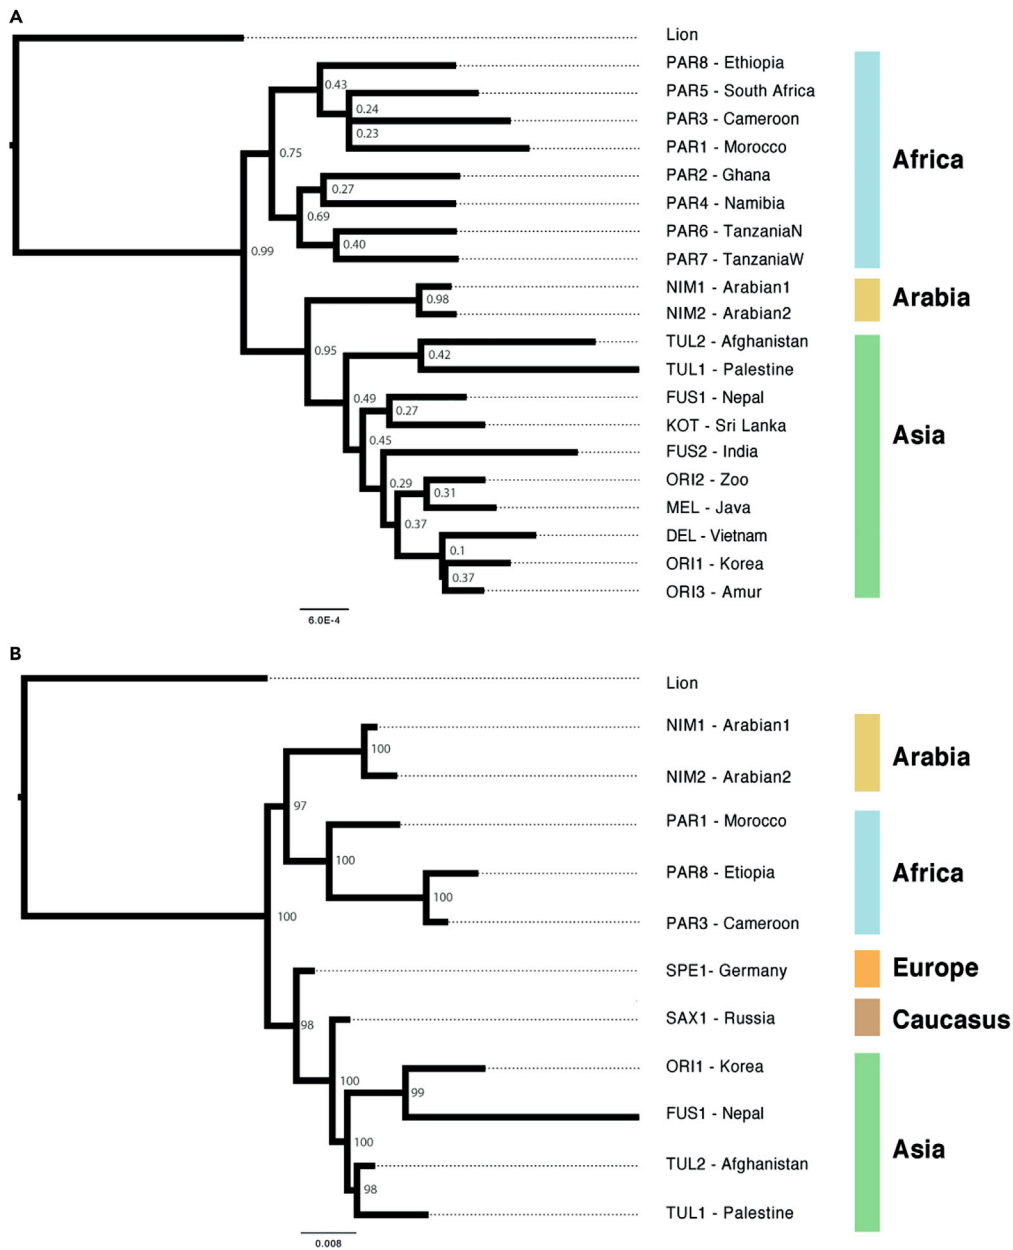 A
Lion
PAR8 - Ethiopia
0.43
PAR5 - South Africa
0.24
PAR3 - Cameroon
0.23
PAR1 - Morocco
0.75
Africa
PAR2 - Ghana
0.27
PAR4 - Namibia
0.69
PAR6 - TanzaniaN
0.40
PAR7 - TanzaniaW
0.99
NIM1 - Arabian1
0.98
Arabia
NIM2 - Arabian2
0.95
TUL2 - Afghanistan
0.42
TUL1 - Palestine
0.49
FUS1 - Nepal
0.27
KOT - Sri Lanka
0.45
Asia
FUS2 - India
0.29
ORI2 - Zoo
0.31
MEL - Java
0.37
DEL - Vietnam
0.1
ORI1 - Korea
0.37
ORI3 - Amur
6.0E-4
B
Lion
NIM1 - Arabian1
100
Arabia
NIM2 - Arabian2
97
PAR1 - Morocco
100
PAR8 - Etiopia
Africa
100
PAR3 - Cameroon
100
SPE1- Germany
Europe
98
SAX1 - Russia
Caucasus
100
ORI1 - Korea
99
FUS1 - Nepal
100
Asia
TUL2 - Afghanistan
98
TUL1 - Palestine
0.008